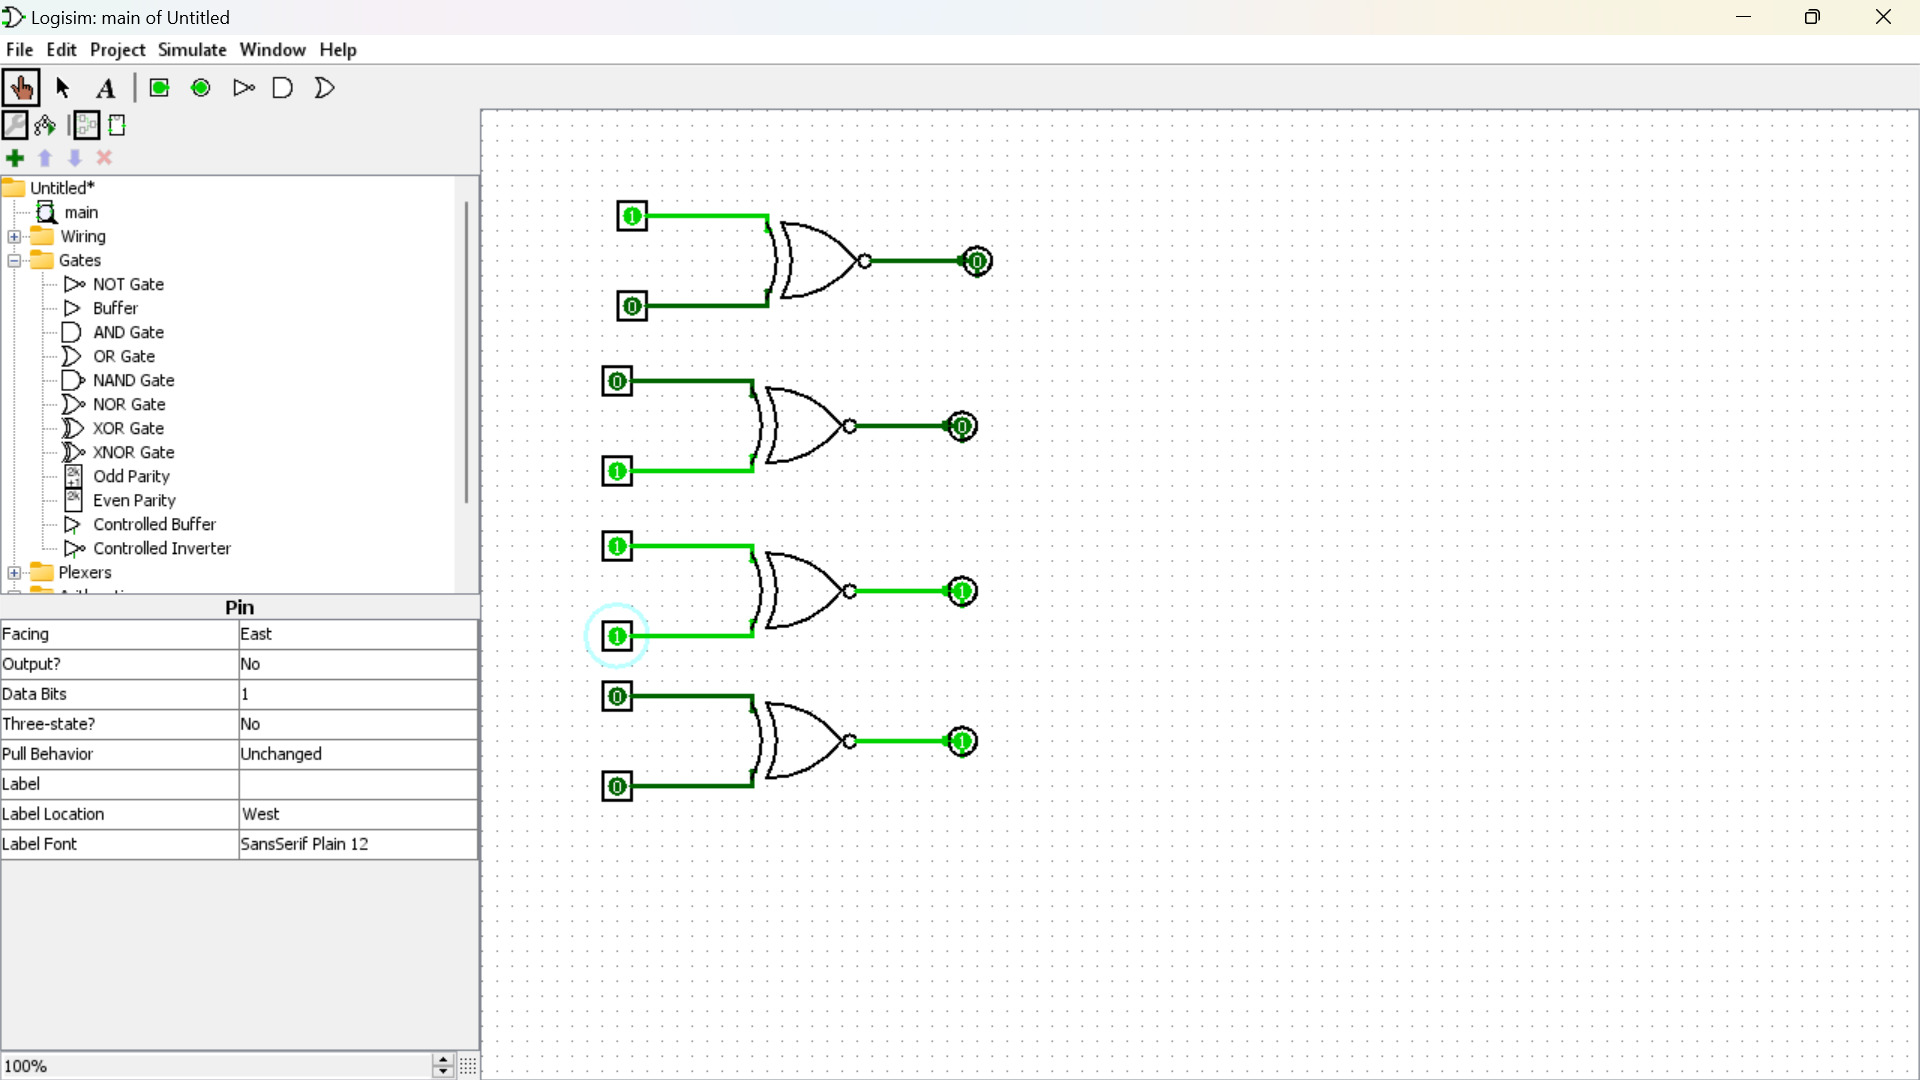 Logisim: main of Untitled
File Edit Project Simulate Window Help
A
Untitled*
main
Wiring
Gates
NOT Gate
Buffer
AND Gate
OR Gate
NAND Gate
NOR Gate
XOR Gate
XNOR Gate
2k+1 Odd Parity
2k Even Parity
Controlled Buffer
Controlled Inverter
Plexers
Pin
Facing East
Output? No
Data Bits 1
Three-state? No
Pull Behavior Unchanged
Label
Label Location West
Label Font SansSerif Plain 12
100%
1
0
0
0
0
1
1
1
1
0
1
0